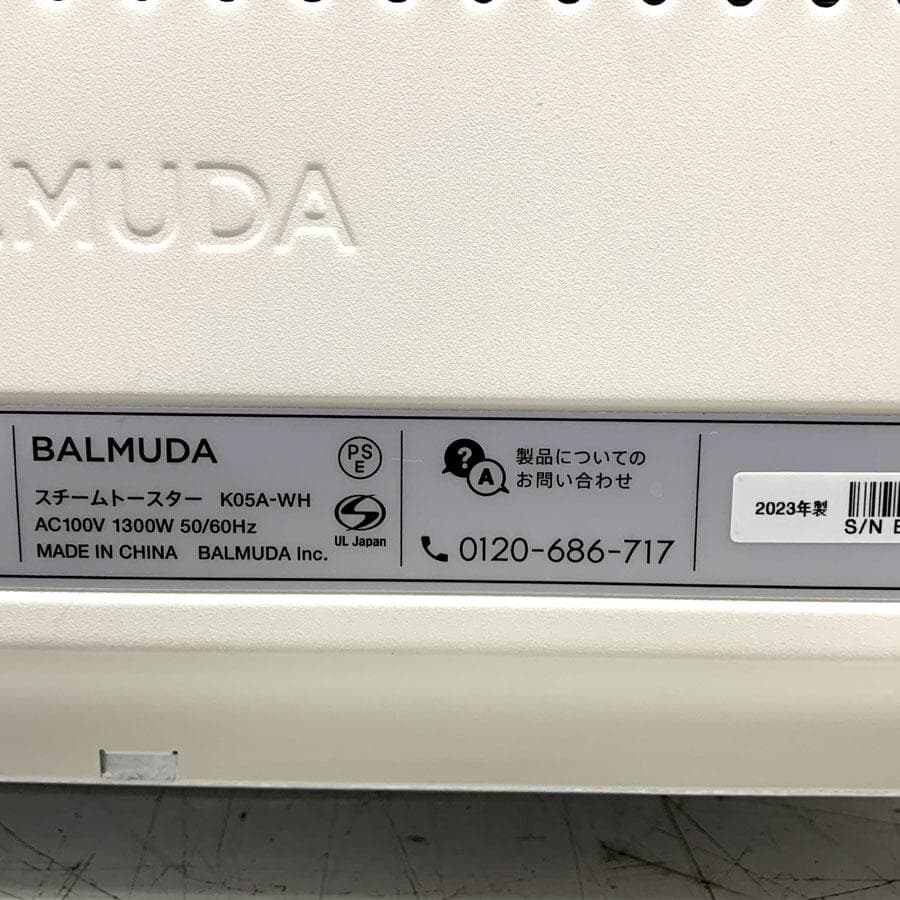 MUDA
BALMUDA
PS
E
スチームトースター K05A-WH
AC100V 1300W 50/60Hz
MADE IN CHINA BALMUDA Inc.
UL Japan
?
A
製品についての
お問い合わせ
0120-686-717
2023年製
S/N